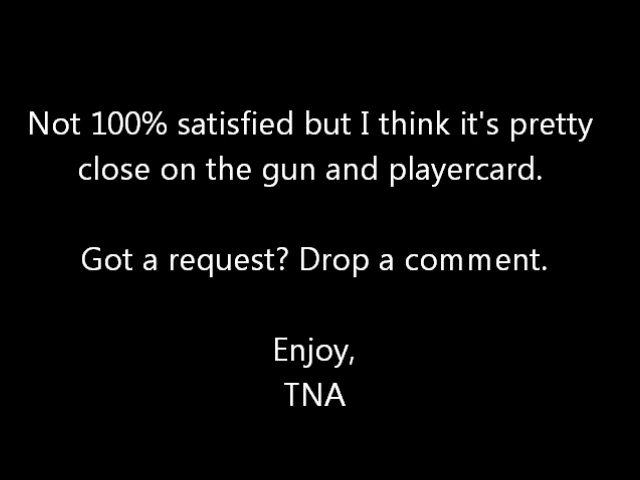 Not 100% satisfied but I think it's pretty
close on the gun and playercard.
Got a request? Drop a comment.
Enjoy,
TNA